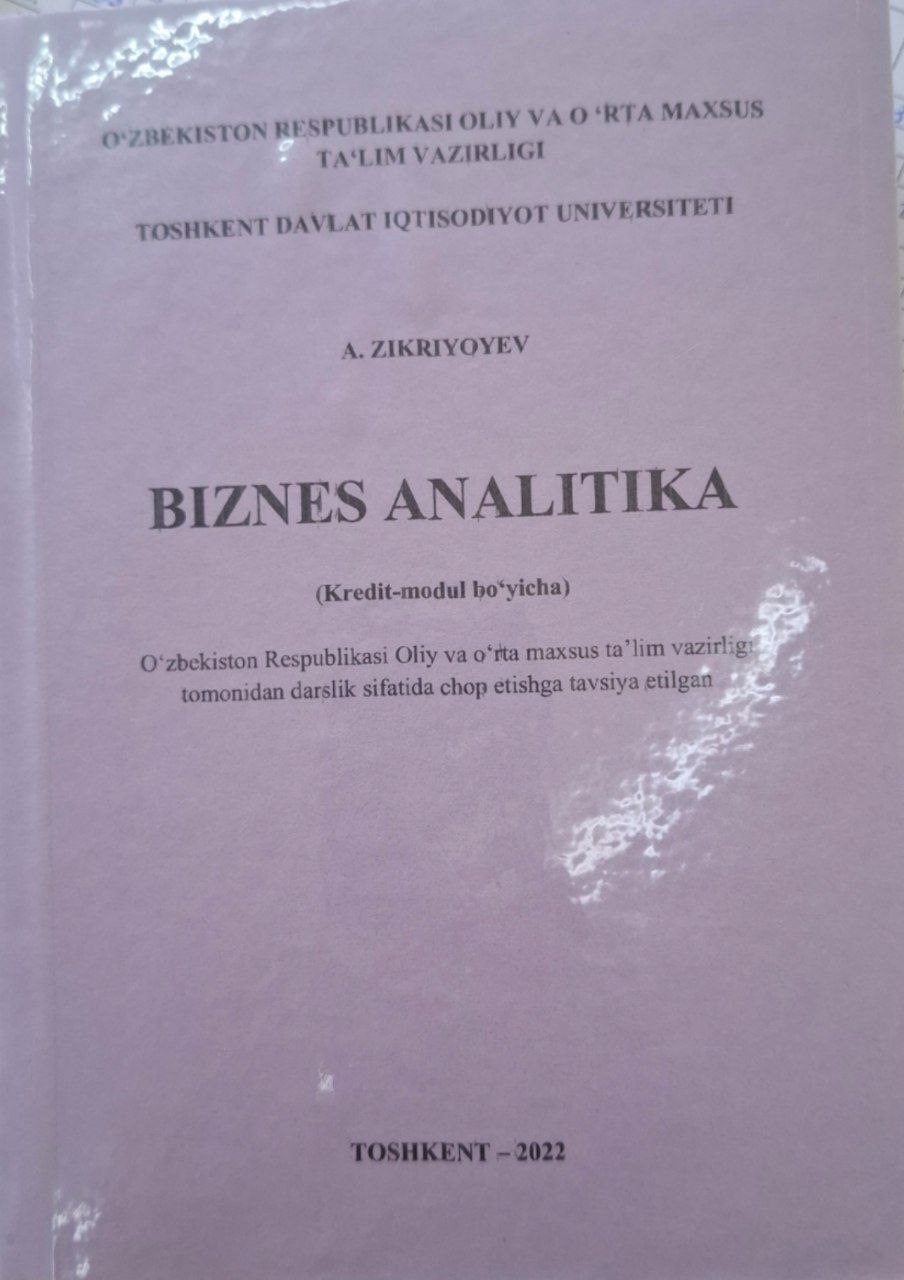 O‘ZBEKISTON RESPUBLIKASI OLIY VA O ‘RTA MAXSUS
TA‘LIM VAZIRLIGI
TOSHKENT DAVLAT IQTISODIYOT UNIVERSITETI
A. ZIKRIYOYEV
BIZNES ANALITIKA
(Kredit-modul bo‘yicha)
O‘zbekiston Respublikasi Oliy va o‘rta maxsus ta’lim vazirligi
tomonidan darslik sifatida chop etishga tavsiya etilgan
TOSHKENT – 2022